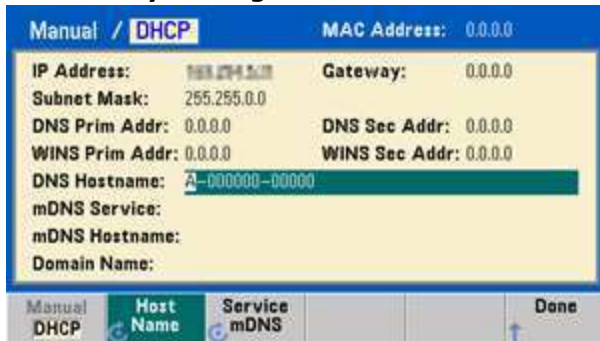 Manual / DHCP MAC Address: 0.0.0.0
IP Address: Gateway: 0.0.0.0
Subnet Mask: 255.255.0.0
DNS Prim Addr: 0.0.0.0 DNS Sec Addr: 0.0.0.0
WINS Prim Addr: 0.0.0.0 WINS Sec Addr: 0.0.0.0
DNS Hostname: A-000000-00000
mDNS Service:
mDNS Hostname:
Domain Name:
Manual Host Service Done
DHCP Name mDNS